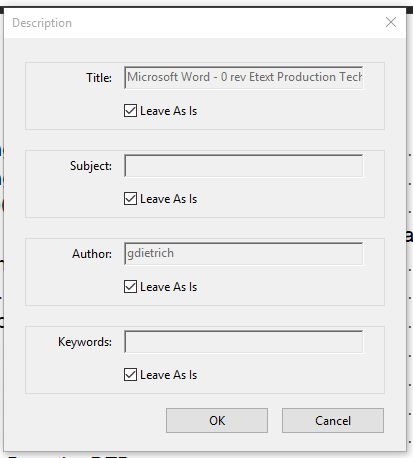 Description
Title:
Microsoft Word - 0 rev Etext Production Tech
Leave As Is
Subject:
Leave As Is
Author:
gdietrich
Leave As Is
Keywords:
Leave As Is
OK
Cancel